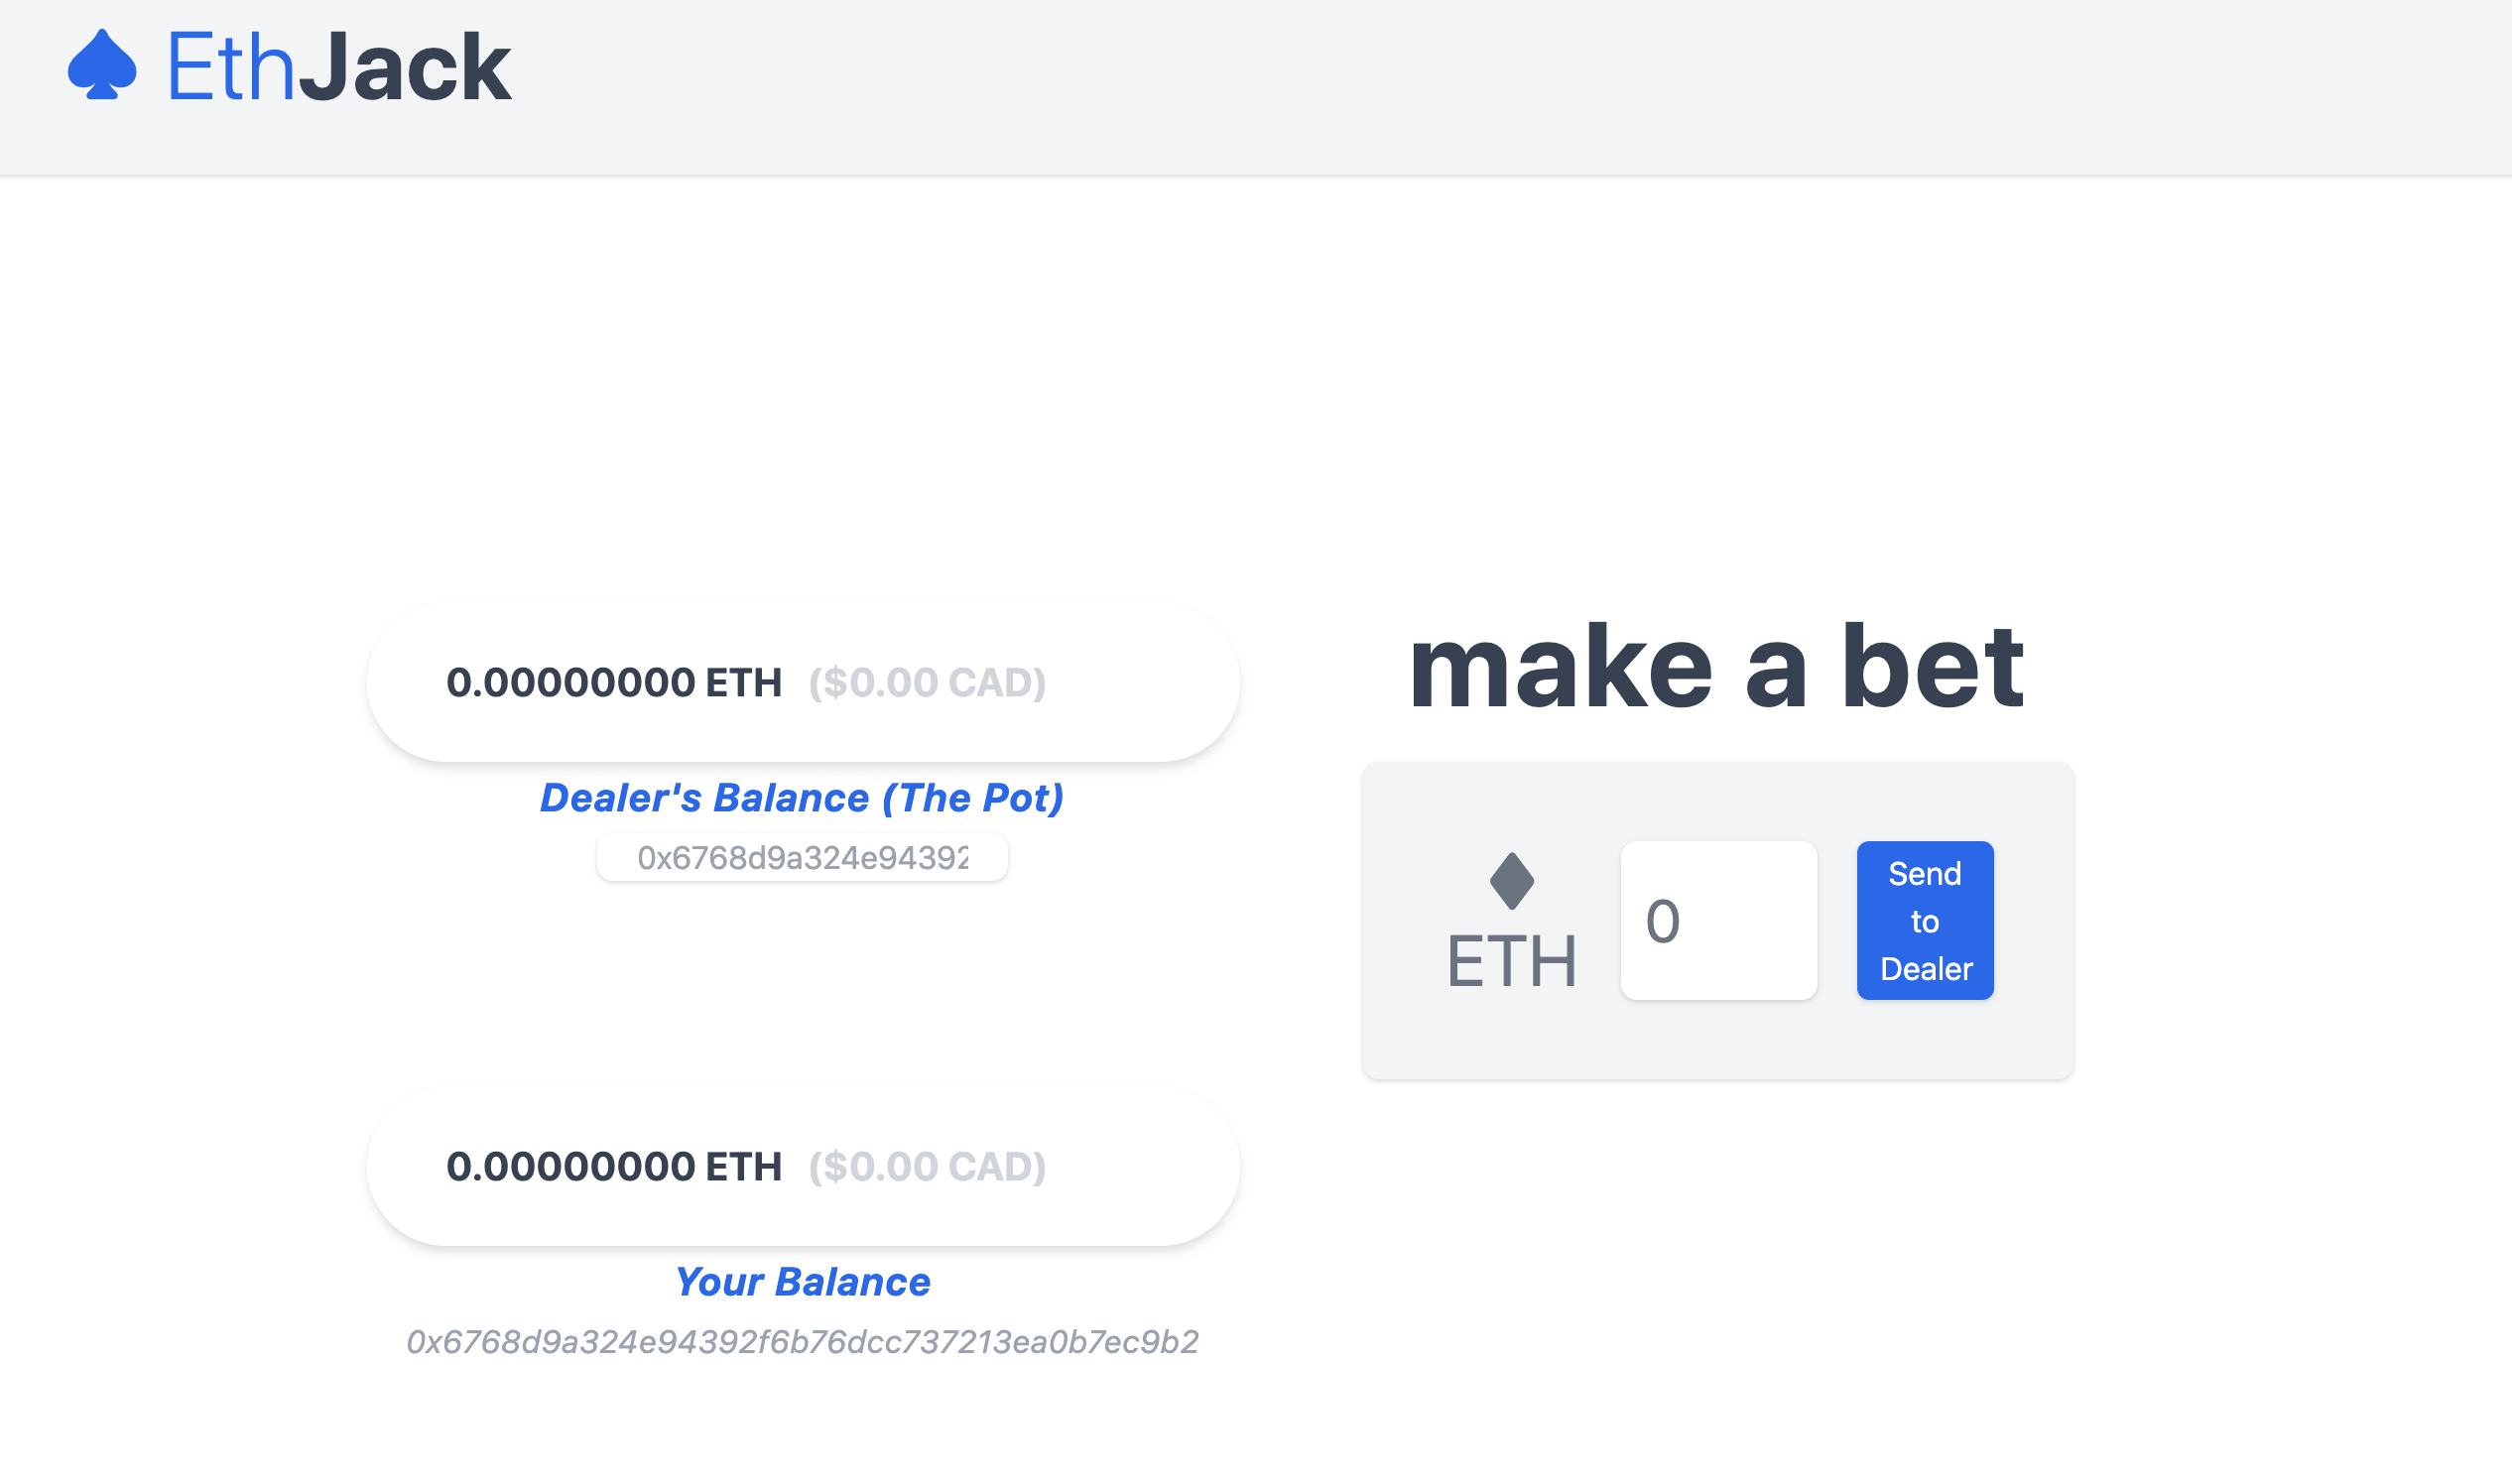 EthJack
0.00000000 ETH ($0.00 CAD)
Dealer's Balance (The Pot)
0x6768d9a324e94392
0.00000000 ETH ($0.00 CAD)
Your Balance
0x6768d9a324e94392f6b76dcc737213ea0b7ec9b2
make a bet
ETH
0
Send
to
Dealer